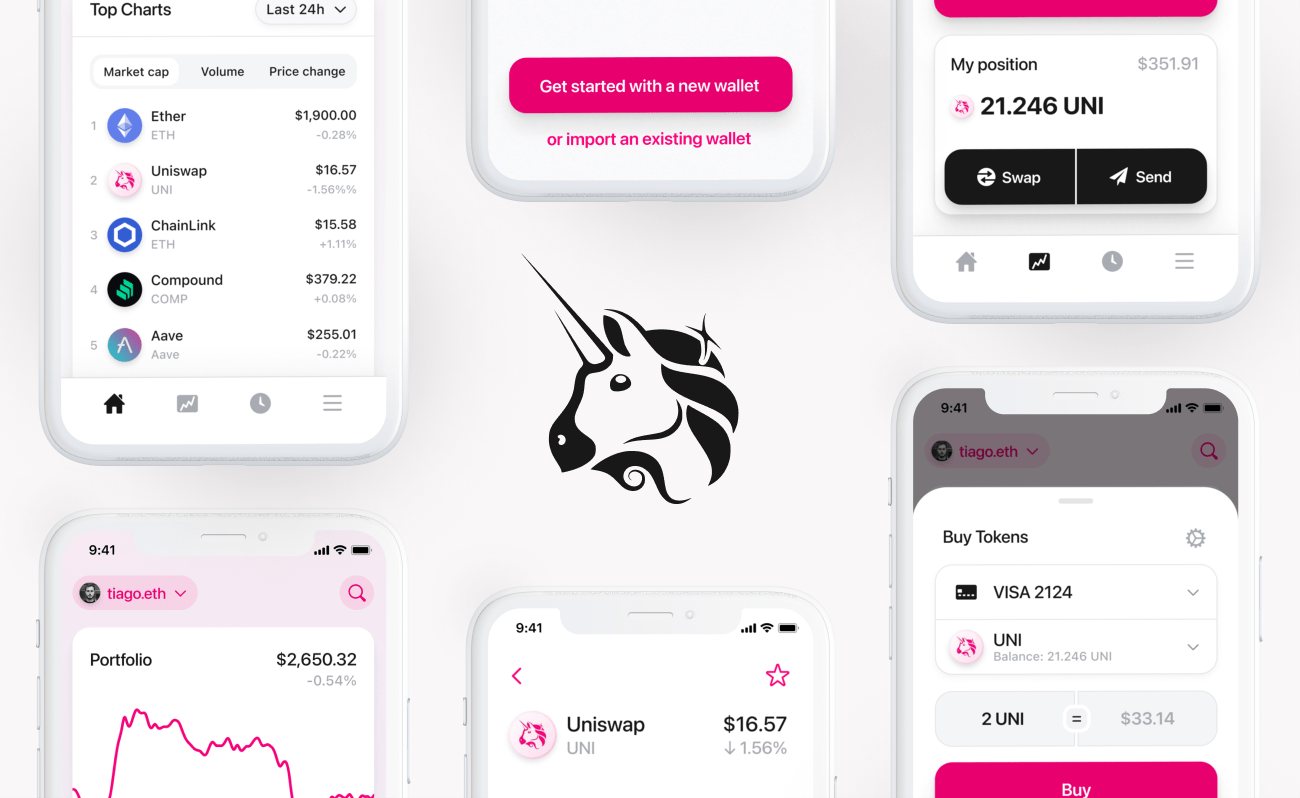 Top Charts
Last 24h
Market cap Volume Price change
1 Ether $1,900.00
ETH -0.28%
2 Uniswap $16.57
UNI -1.56%%
3 ChainLink $15.58
ETH +1.11%
4 Compound $379.22
COMP +0.08%
5 Aave $255.01
Aave -0.22%
9:41
tiago.eth
Portfolio $2,650.32
-0.54%
Get started with a new wallet
or import an existing wallet
9:41
Uniswap $16.57
UNI ↓ 1.56%
My position $351.91
21.246 UNI
Swap Send
9:41
tiago.eth
Buy Tokens
VISA 2124
UNI
Balance: 21.246 UNI
2 UNI = $33.14
Buy